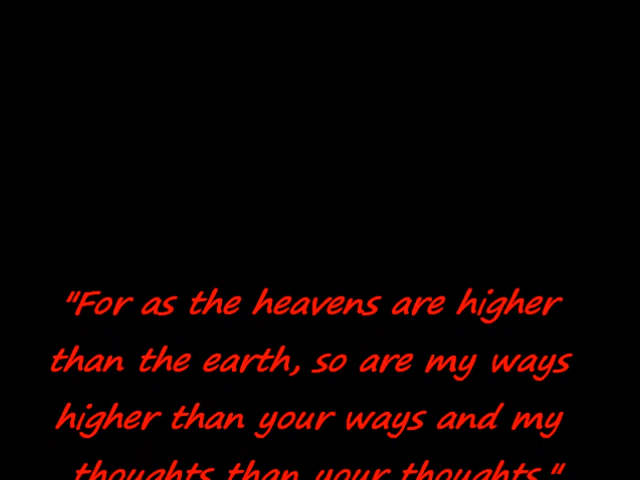 "For as the heavens are higher
than the earth, so are my ways
higher than your ways and my
thoughts than your thoughts."